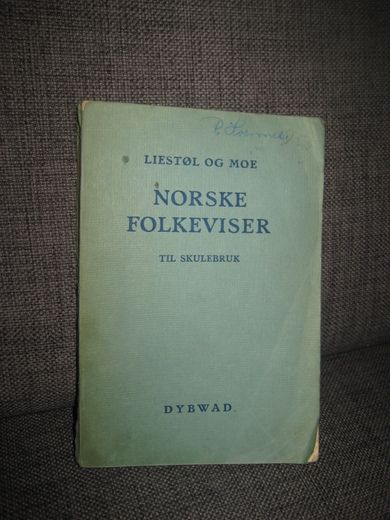 LIESTØL OG MOE
NORSKE
FOLKEVISER
TIL SKULEBRUK
DYBWAD.